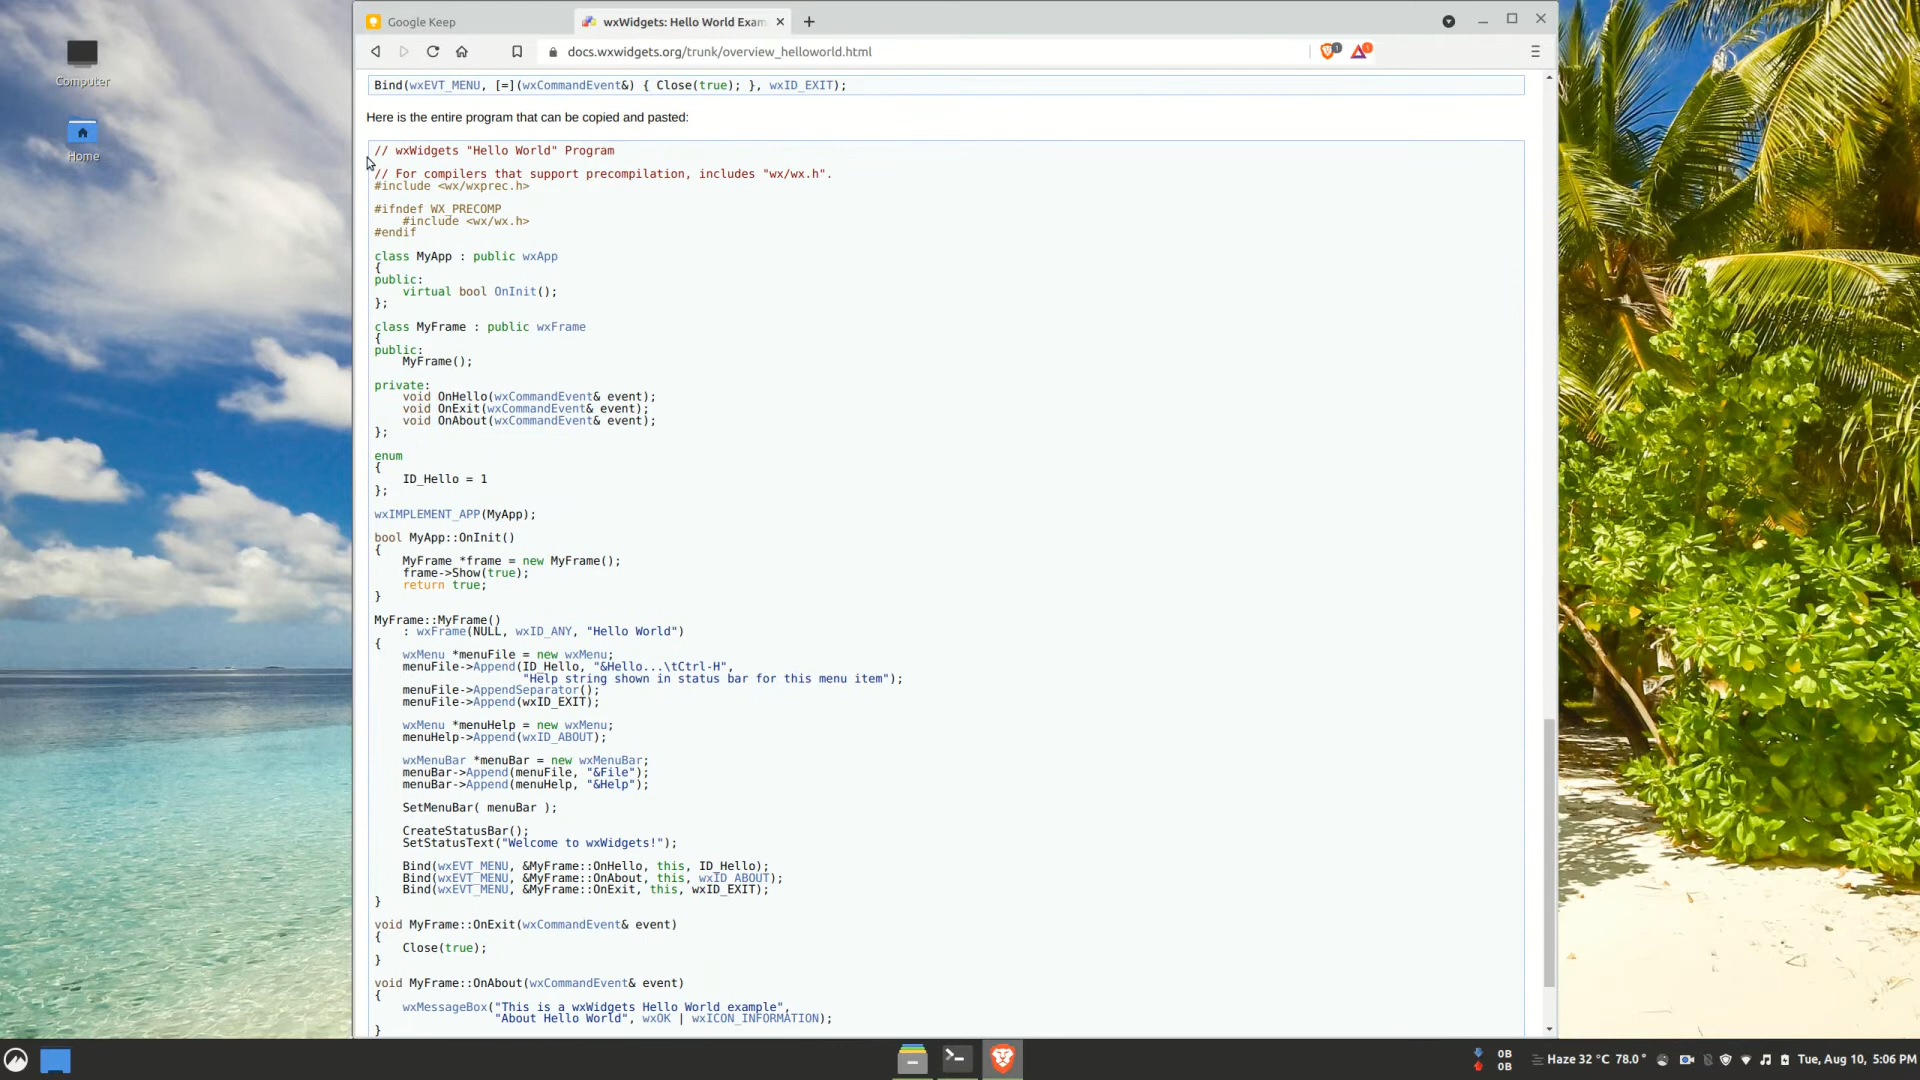 Computer
Home
Google Keep
wxWidgets: Hello World Exam
docs.wxwidgets.org/trunk/overview_helloworld.html
1
1
Bind(wxEVT_MENU, [=](wxCommandEvent&) { Close(true); }, wxID_EXIT);
Here is the entire program that can be copied and pasted:
// wxWidgets "Hello World" Program
// For compilers that support precompilation, includes "wx/wx.h".
#include <wx/wxprec.h>
#ifndef WX_PRECOMP
#include <wx/wx.h>
#endif
class MyApp : public wxApp
{
public:
virtual bool OnInit();
};
class MyFrame : public wxFrame
{
public:
MyFrame();
private:
void OnHello(wxCommandEvent& event);
void OnExit(wxCommandEvent& event);
void OnAbout(wxCommandEvent& event);
};
enum
{
ID_Hello = 1
};
wxIMPLEMENT_APP(MyApp);
bool MyApp::OnInit()
{
MyFrame *frame = new MyFrame();
frame->Show(true);
return true;
}
MyFrame::MyFrame()
: wxFrame(NULL, wxID_ANY, "Hello World")
{
wxMenu *menuFile = new wxMenu;
menuFile->Append(ID_Hello, "&Hello...\tCtrl-H",
"Help string shown in status bar for this menu item");
menuFile->AppendSeparator();
menuFile->Append(wxID_EXIT);
wxMenu *menuHelp = new wxMenu;
menuHelp->Append(wxID_ABOUT);
wxMenuBar *menuBar = new wxMenuBar;
menuBar->Append(menuFile, "&File");
menuBar->Append(menuHelp, "&Help");
SetMenuBar( menuBar );
CreateStatusBar();
SetStatusText("Welcome to wxWidgets!");
Bind(wxEVT_MENU, &MyFrame::OnHello, this, ID_Hello);
Bind(wxEVT_MENU, &MyFrame::OnAbout, this, wxID_ABOUT);
Bind(wxEVT_MENU, &MyFrame::OnExit, this, wxID_EXIT);
}
void MyFrame::OnExit(wxCommandEvent& event)
{
Close(true);
}
void MyFrame::OnAbout(wxCommandEvent& event)
{
wxMessageBox("This is a wxWidgets Hello World example",
"About Hello World", wxOK | wxICON_INFORMATION);
}
0B
0B
Haze 32 °C 78.0°
Tue, Aug 10, 5:06 PM